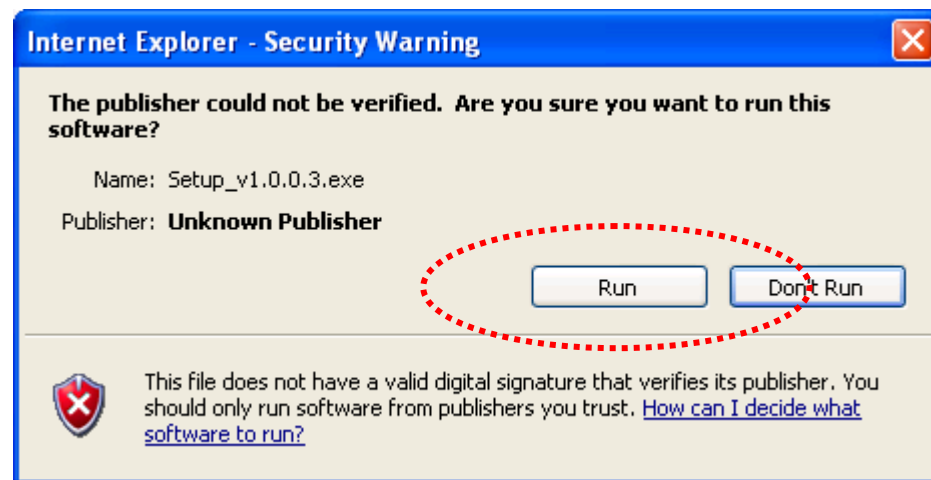 Internet Explorer - Security Warning
The publisher could not be verified.  Are you sure you want to run this
software?
Name: Setup_v1.0.0.3.exe
Publisher: Unknown Publisher
Run Don't Run
This file does not have a valid digital signature that verifies its publisher. You
should only run software from publishers you trust. How can I decide what
software to run?